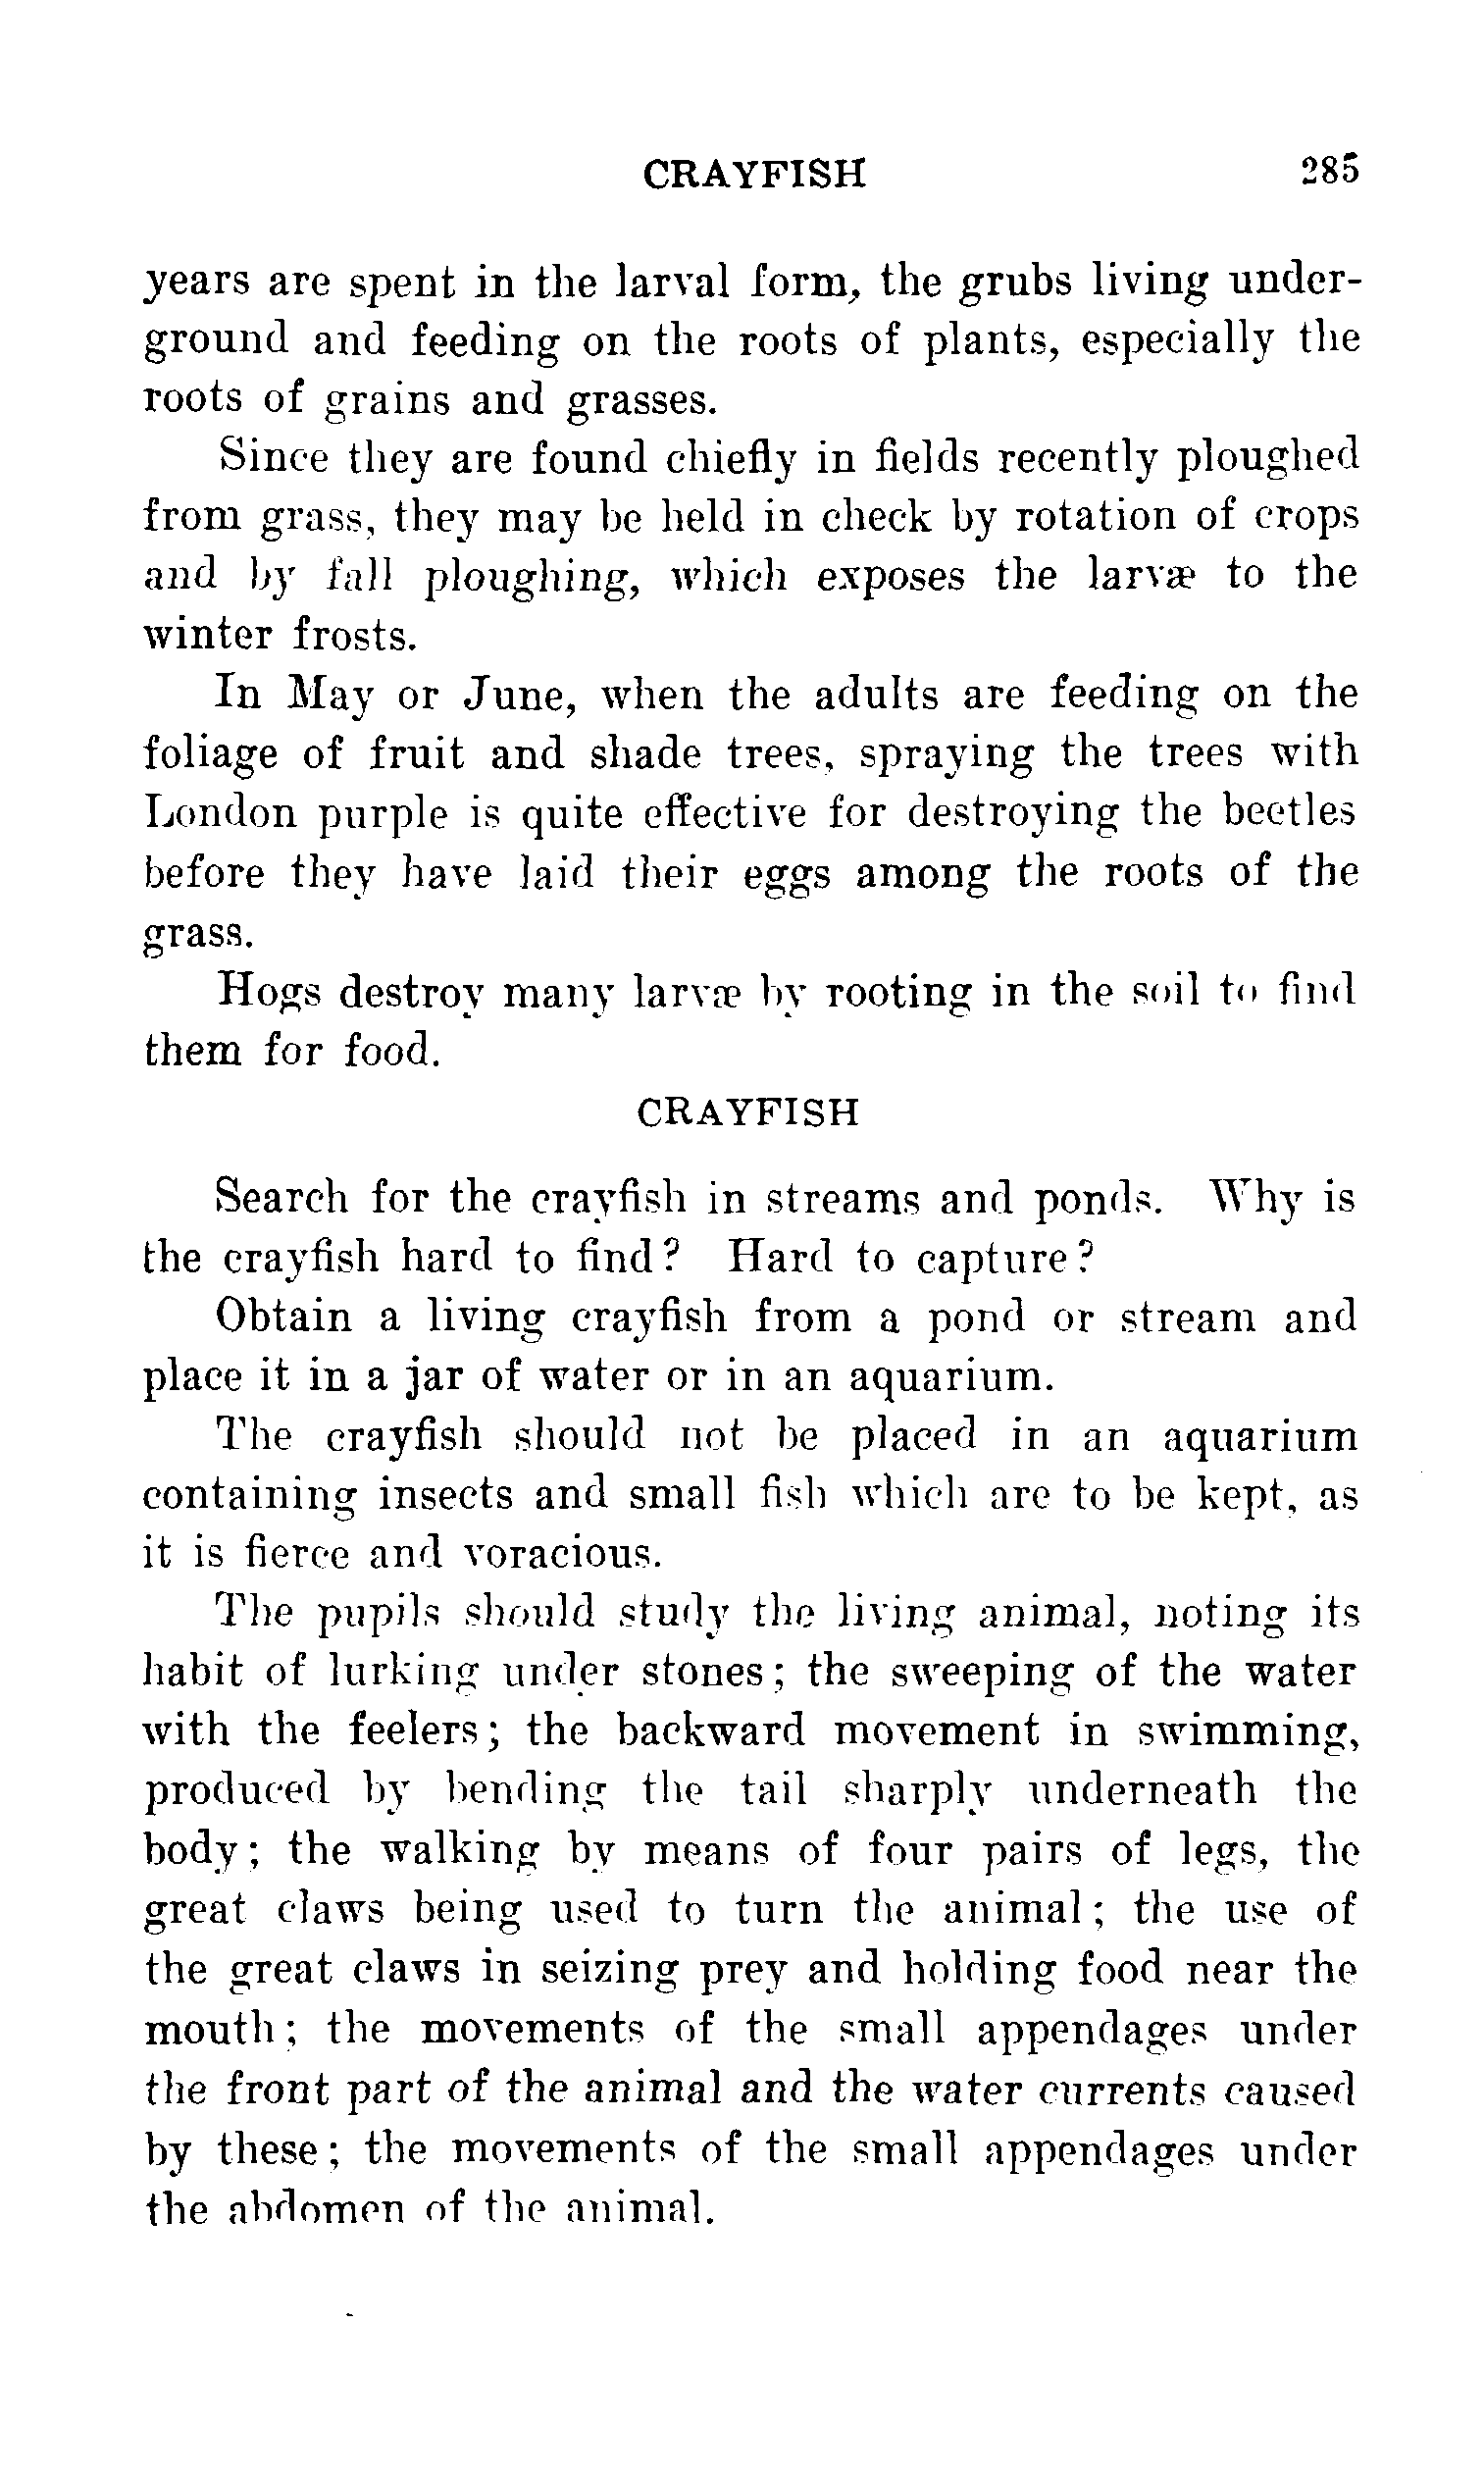 CRAYFISH 285
years are spent in the larval form, the grubs living under-
ground and feeding on the roots of plants, especially the
roots of grains and grasses.
Since they are found chiefly in fields recently ploughed
from grass, they may be held in check by rotation of crops
and by fall ploughing, which exposes the larvæ to the
winter frosts.
In May or June, when the adults are feeding on the
foliage of fruit and shade trees, spraying the trees with
London purple is quite effective for destroying the beetles
before they have laid their eggs among the roots of the
grass.
Hogs destroy many larvæ by rooting in the soil to find
them for food.
CRAYFISH
Search for the crayfish in streams and ponds. Why is
the crayfish hard to find? Hard to capture?
Obtain a living crayfish from a pond or stream and
place it in a jar of water or in an aquarium.
The crayfish should not be placed in an aquarium
containing insects and small fish which are to be kept, as
it is fierce and voracious.
The pupils should study the living animal, noting its
habit of lurking under stones; the sweeping of the water
with the feelers; the backward movement in swimming,
produced by bending the tail sharply underneath the
body; the walking by means of four pairs of legs, the
great claws being used to turn the animal; the use of
the great claws in seizing prey and holding food near the
mouth; the movements of the small appendages under
the front part of the animal and the water currents caused
by these; the movements of the small appendages under
the abdomen of the animal.